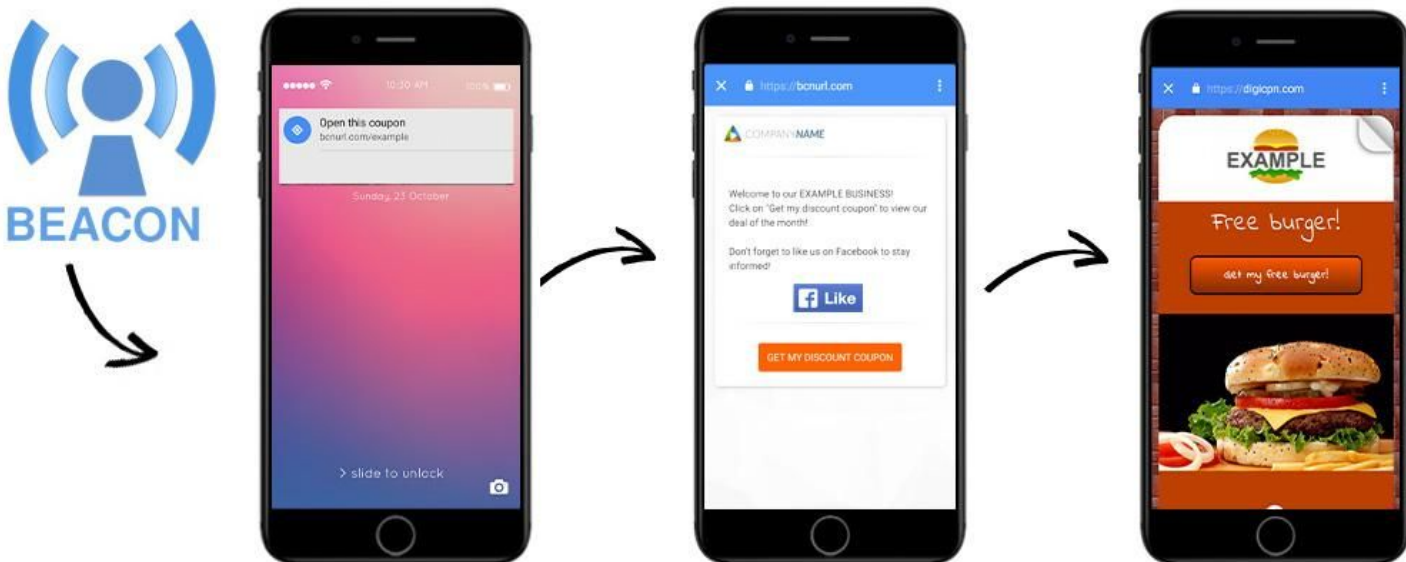 BEACON
10:30 AM
100%
Open this coupon
bcnurl.com/example
Sunday, 23 October
> slide to unlock
https://bcnurl.com
COMPANYNAME
Welcome to our EXAMPLE BUSINESS!
Click on "Get my discount coupon" to view our
deal of the month!
Don't forget to like us on Facebook to stay
informed!
f Like
GET MY DISCOUNT COUPON
https://digicpn.com
EXAMPLE
Free burger!
Get my free burger!